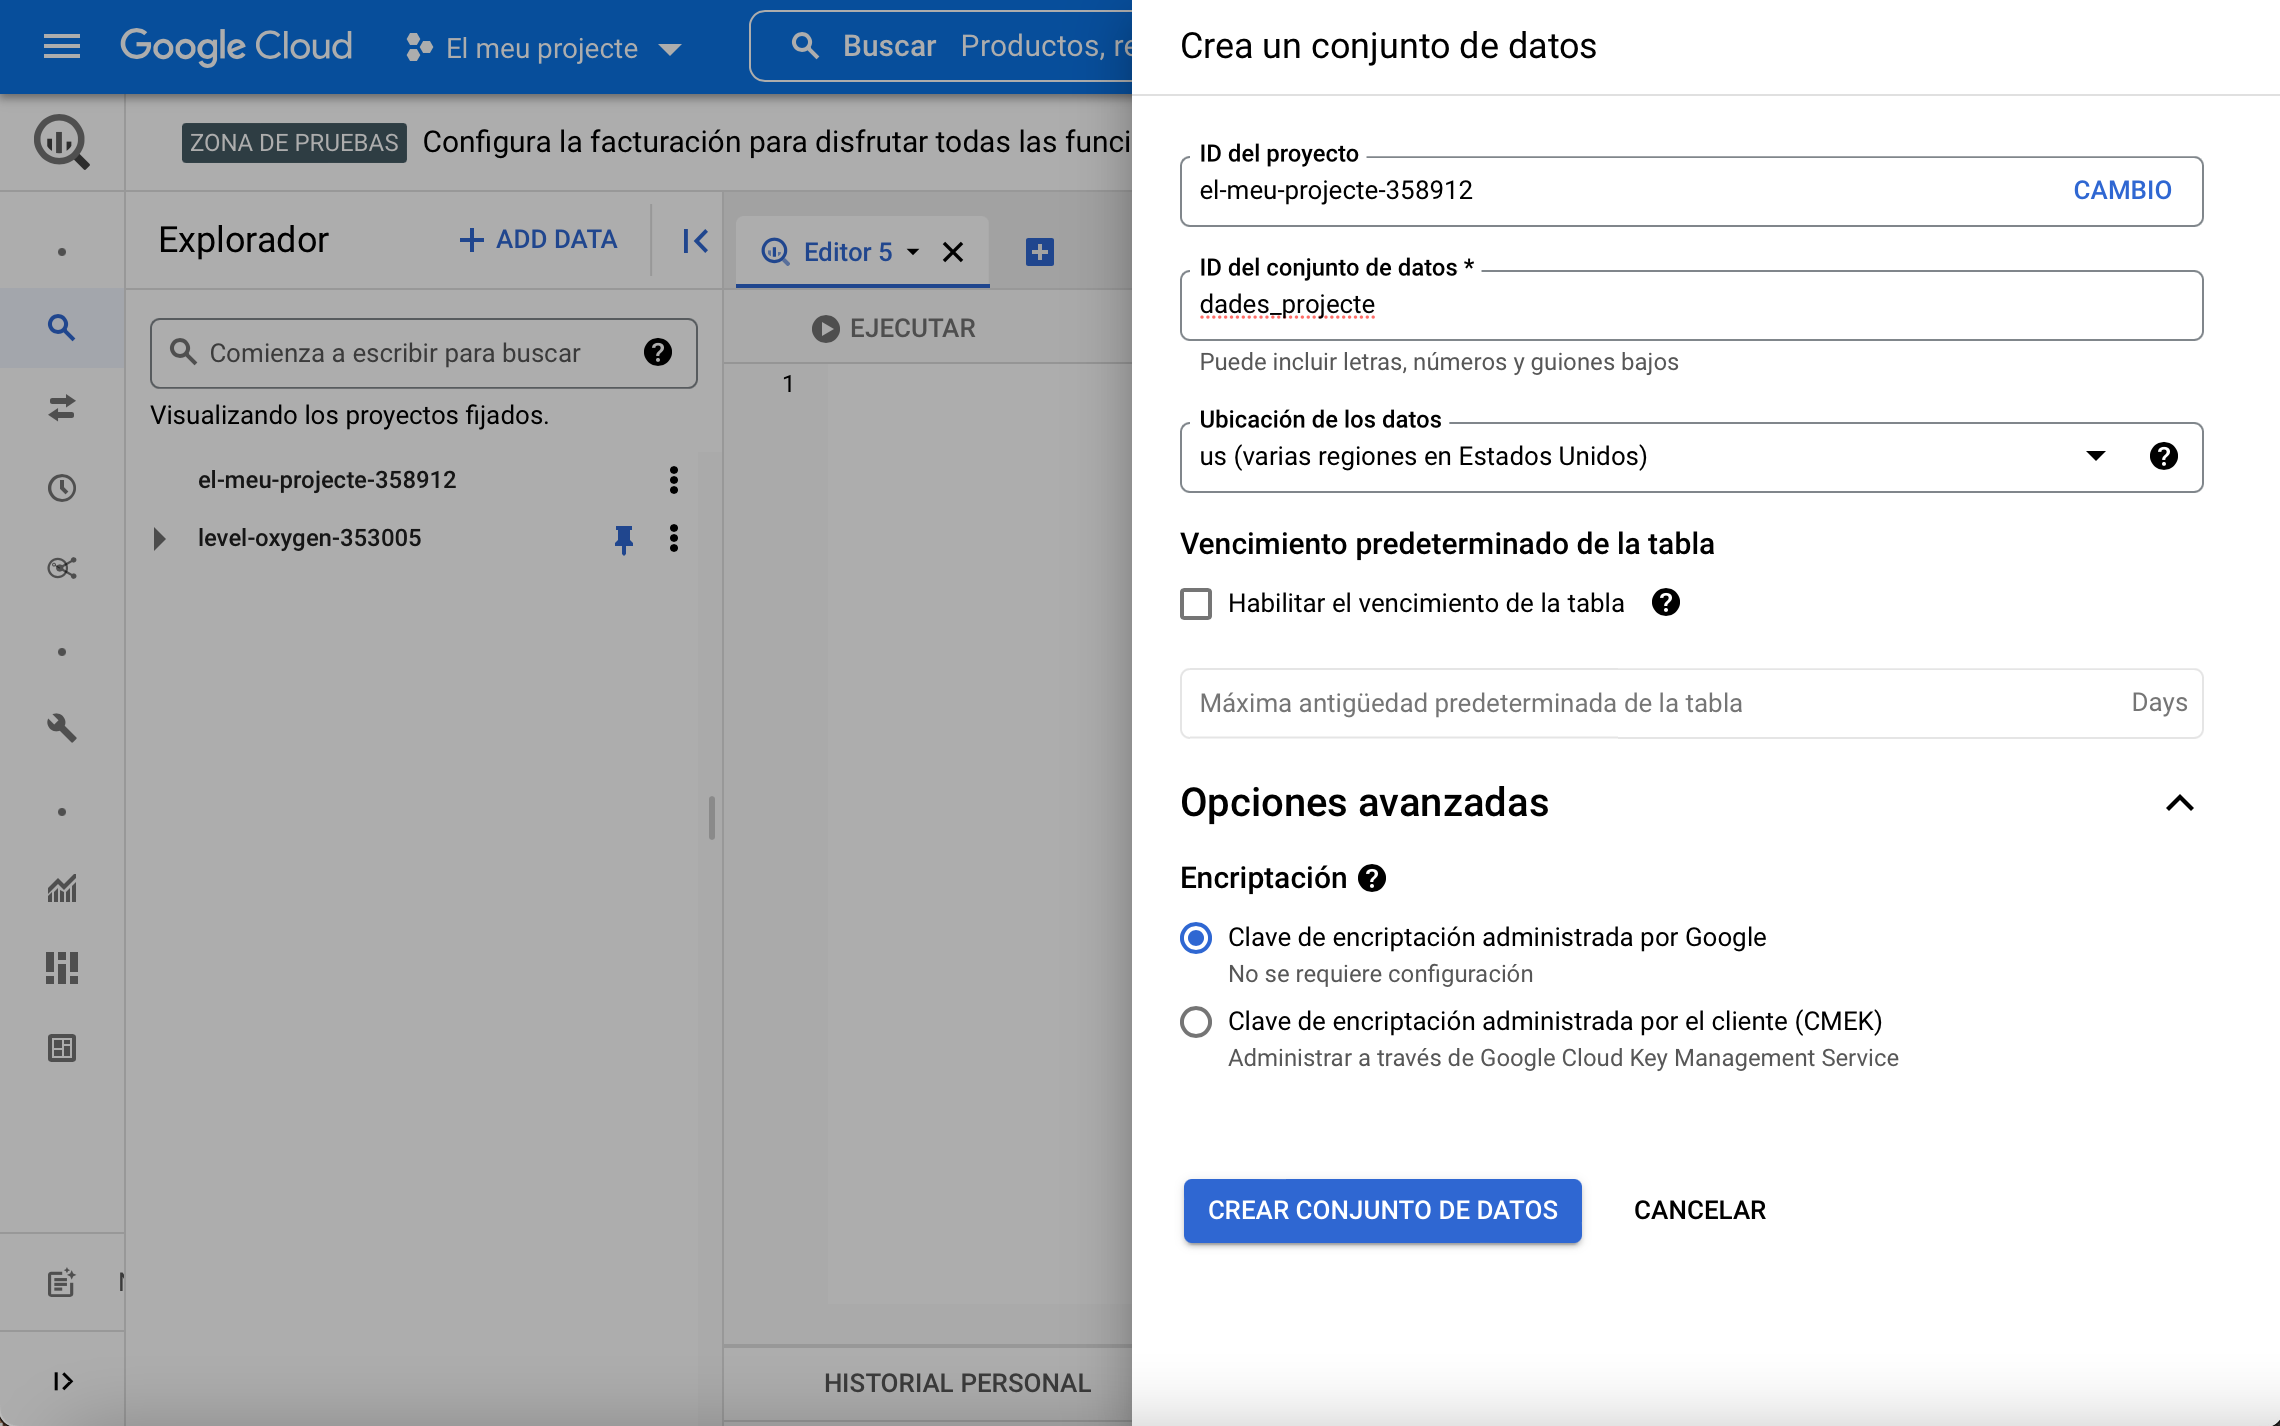 Google Cloud
El meu projecte
Buscar Productos, re
Crea un conjunto de datos
ZONA DE PRUEBAS Configura la facturación para disfrutar todas las funci
Explorador
ADD DATA
Editor 5
EJECUTAR
Comienza a escribir para buscar
Visualizando los proyectos fijados.
el-meu-projecte-358912
level-oxygen-353005
1
HISTORIAL PERSONAL
ID del proyecto
el-meu-projecte-358912
CAMBIO
ID del conjunto de datos *
dades_projecte
Puede incluir letras, números y guiones bajos
Ubicación de los datos
us (varias regiones en Estados Unidos)
Vencimiento predeterminado de la tabla
Habilitar el vencimiento de la tabla
Máxima antigüedad predeterminada de la tabla Days
Opciones avanzadas
Encriptación
Clave de encriptación administrada por Google
No se requiere configuración
Clave de encriptación administrada por el cliente (CMEK)
Administrar a través de Google Cloud Key Management Service
CREAR CONJUNTO DE DATOS
CANCELAR